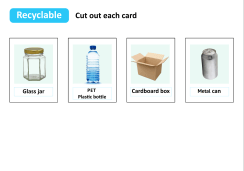 Recyclable Cut out each card
Glass jar
PET
Plastic bottle
Cardboard box
Metal can